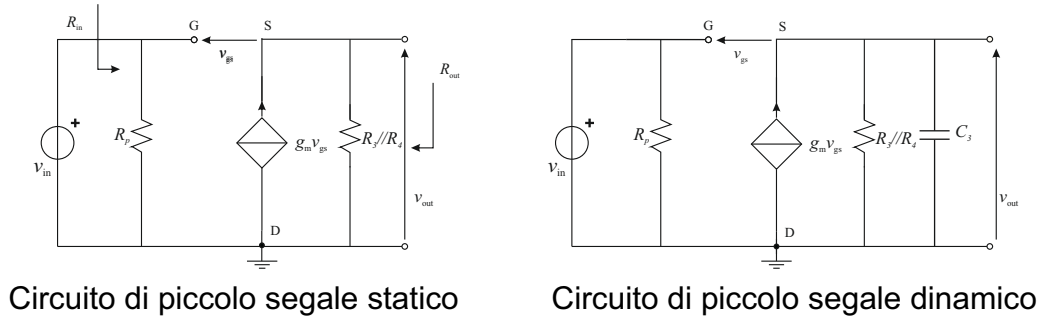 R_in
G
S
v_gs
R_out
+
R_p
g_m v_gs
R_3//R_4
v_in
v_out
D
G
S
v_gs
+
R_p
g_m v_gs
R_3//R_4
C_3
v_in
v_out
D
Circuito di piccolo segale statico
Circuito di piccolo segale dinamico